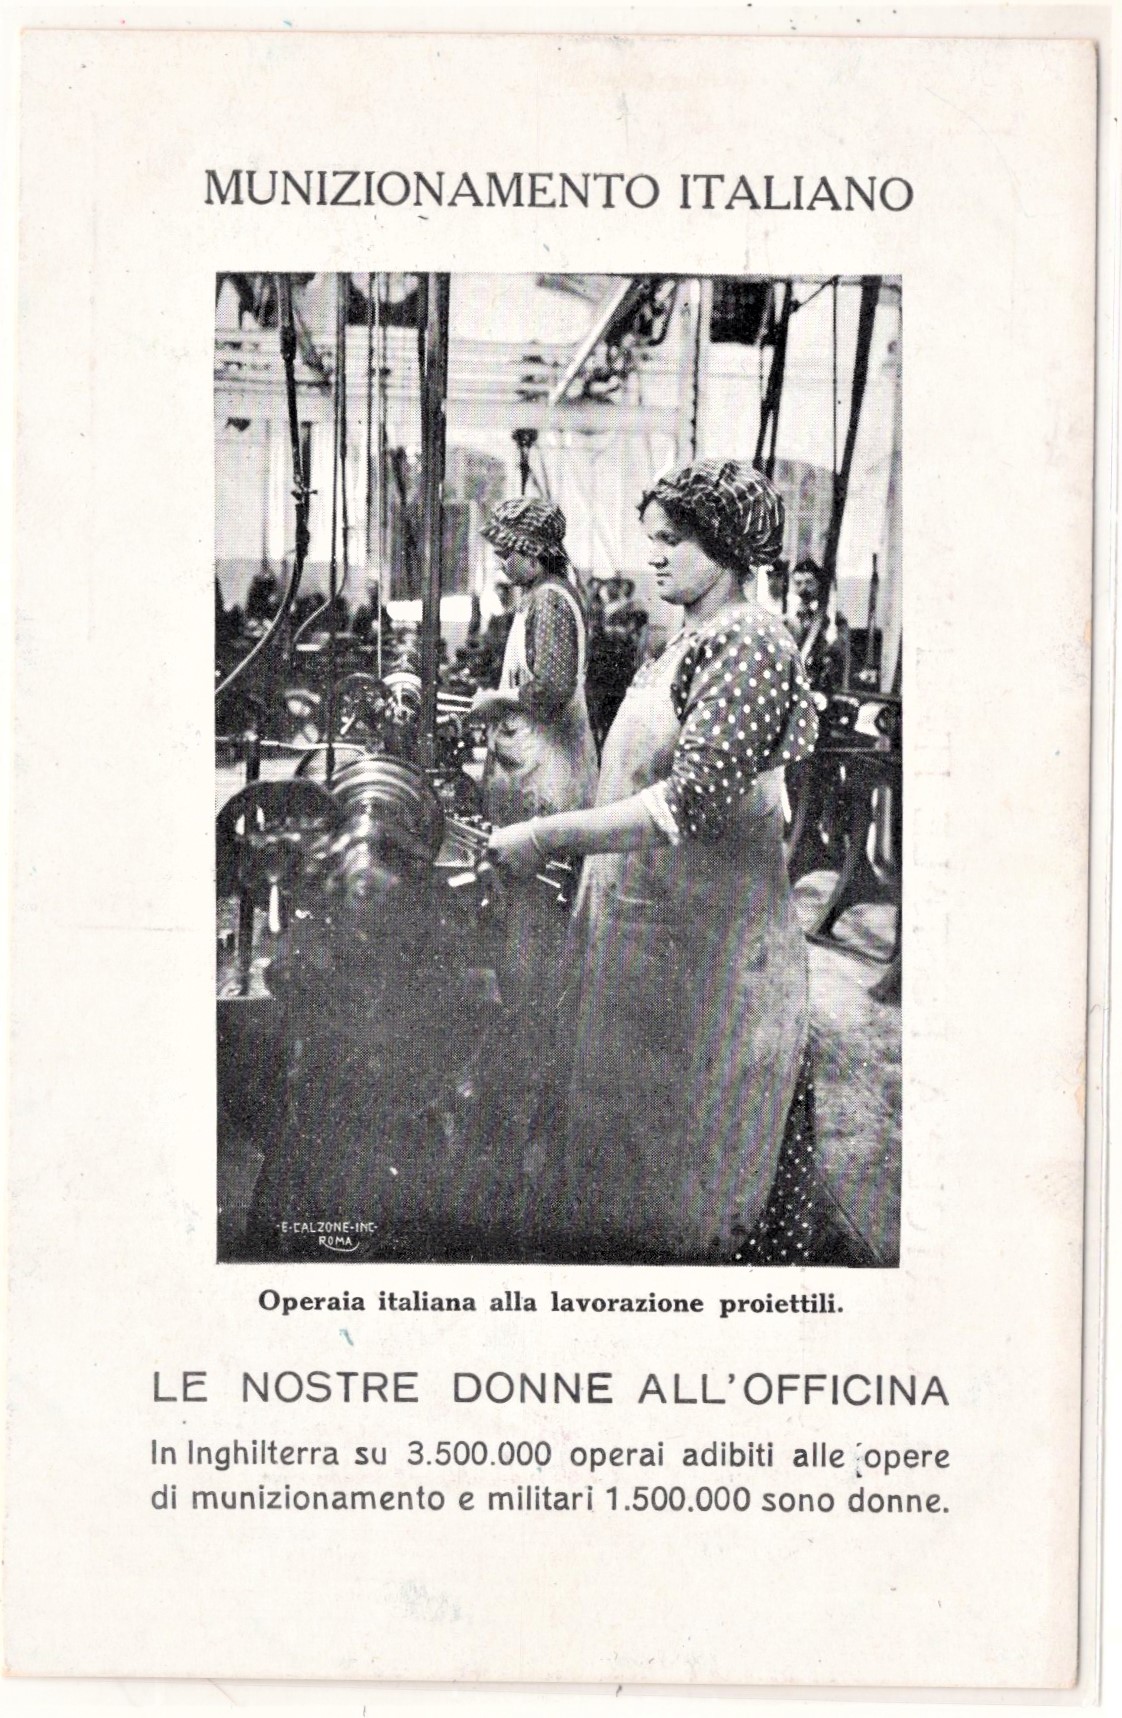 MUNIZIONAMENTO ITALIANO
·E·CALZONE-INC·
ROMA
Operaia italiana alla lavorazione proiettili.
LE NOSTRE DONNE ALL'OFFICINA
In Inghilterra su 3.500.000 operai adibiti alle opere
di munizionamento e militari 1.500.000 sono donne.